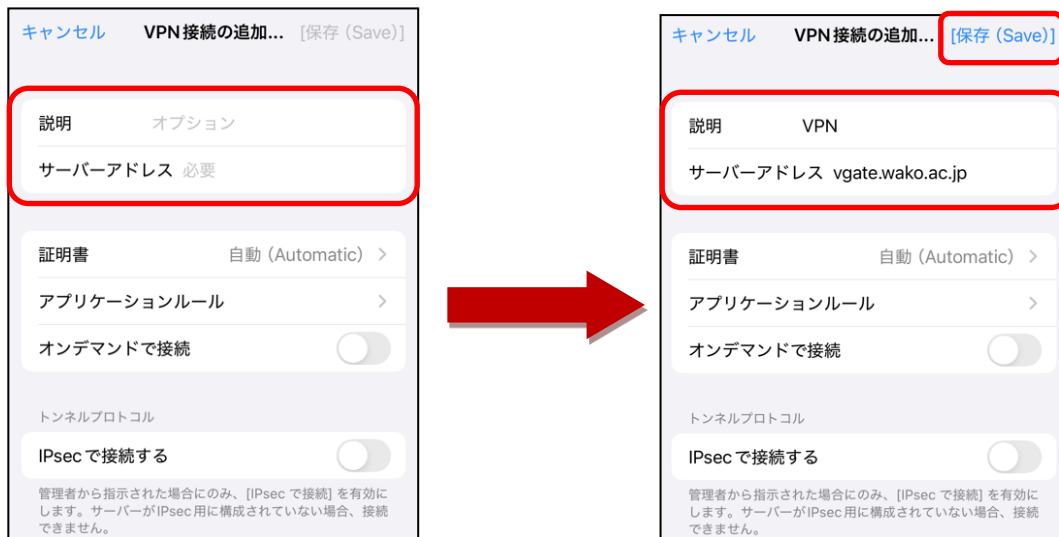 キャンセル VPN接続の追加... [保存（Save）]
説明 オプション
サーバーアドレス 必要
証明書 自動（Automatic） >
アプリケーションルール >
オンデマンドで接続
トンネルプロトコル
IPsecで接続する
管理者から指示された場合にのみ、[IPsec で接続] を有効に
します。サーバーがIPsec用に構成されていない場合、接続
できません。
キャンセル VPN接続の追加... [保存（Save）]
説明 VPN
サーバーアドレス vgate.wako.ac.jp
証明書 自動（Automatic） >
アプリケーションルール >
オンデマンドで接続
トンネルプロトコル
IPsecで接続する
管理者から指示された場合にのみ、[IPsec で接続] を有効に
します。サーバーがIPsec用に構成されていない場合、接続
できません。